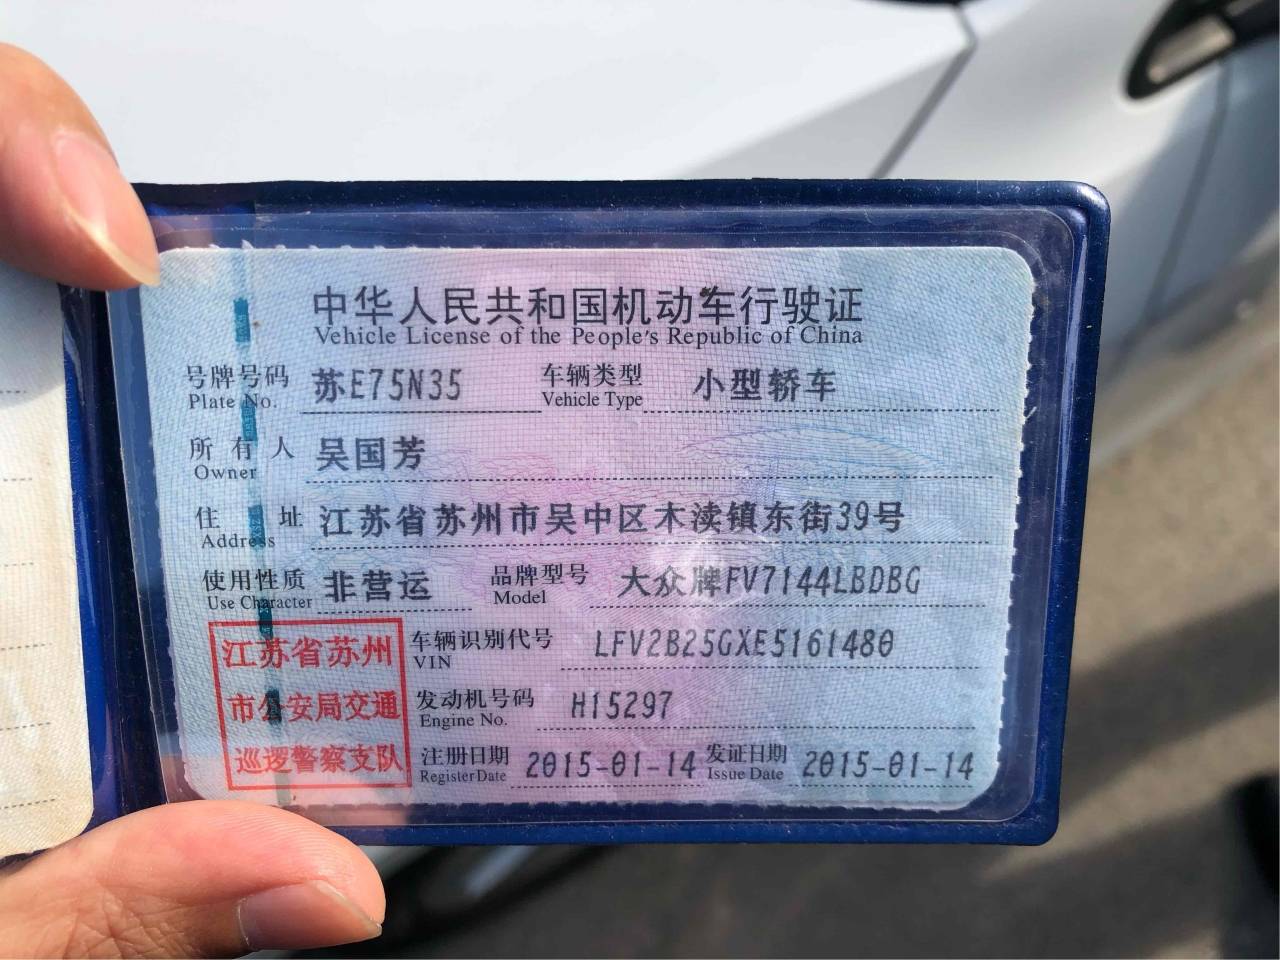 中华人民共和国机动车行驶证
Vehicle License of the People's Republic of China
号牌号码 苏E75N35 车辆类型 小型轿车
Plate No. Vehicle Type
所有人 吴国芳
Owner
住址 江苏省苏州市吴中区木渎镇东街39号
Address
使用性质 非营运 品牌型号 大众牌FV7144LBDBG
Use Character Model
江苏省苏州
市公安局交通
巡逻警察支队
车辆识别代号 LFV2B25GXE5161480
VIN
发动机号码 H15297
Engine No.
注册日期 2015-01-14 发证日期 2015-01-14
Register Date Issue Date